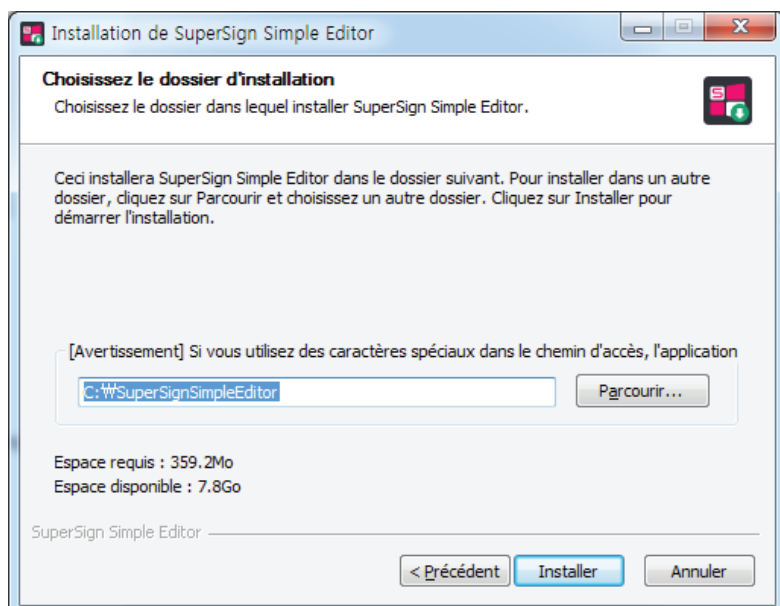 Installation de SuperSign Simple Editor
Choisissez le dossier d'installation
Choisissez le dossier dans lequel installer SuperSign Simple Editor.
S
Ceci installera SuperSign Simple Editor dans le dossier suivant. Pour installer dans un autre
dossier, cliquez sur Parcourir et choisissez un autre dossier. Cliquez sur Installer pour
démarrer l'installation.
[Avertissement] Si vous utilisez des caractères spéciaux dans le chemin d'accès, l'application
C:₩SuperSignSimpleEditor
Parcourir...
Espace requis : 359.2Mo
Espace disponible : 7.8Go
SuperSign Simple Editor
< Précédent
Installer
Annuler